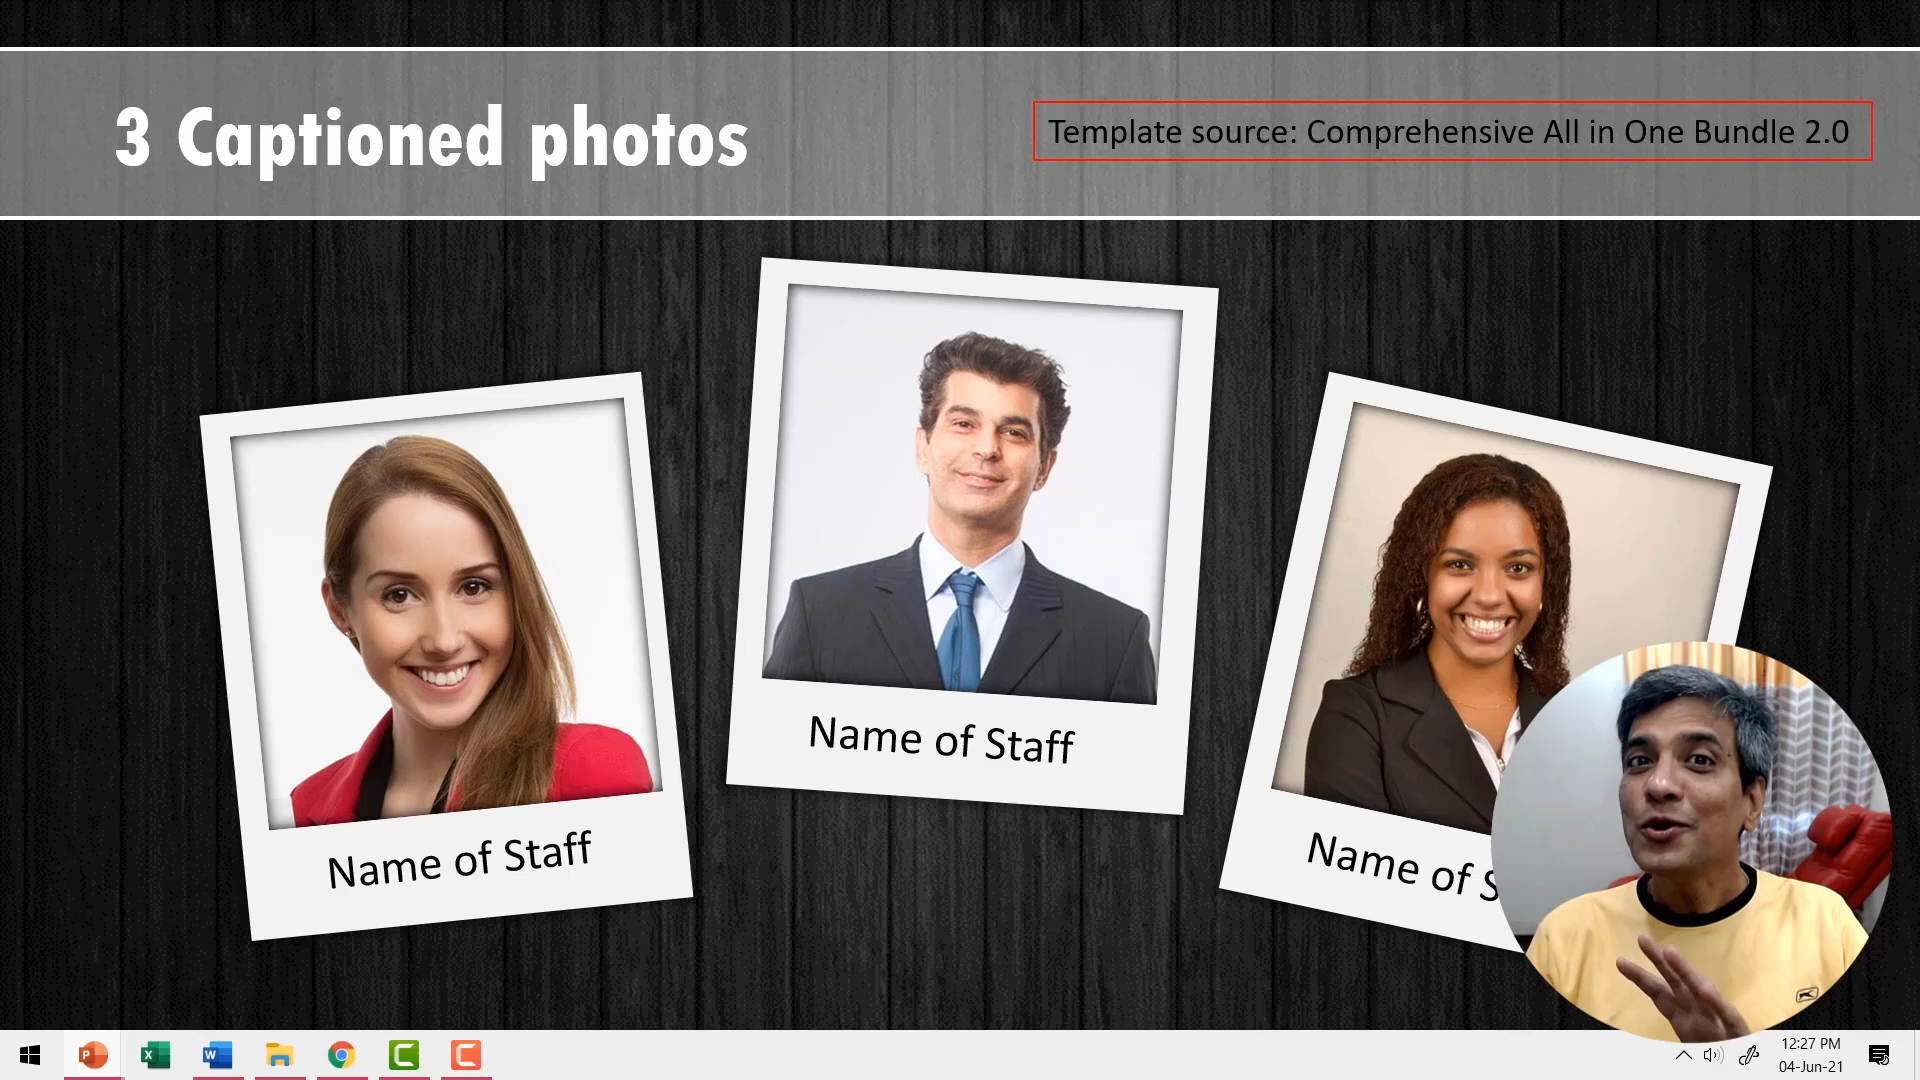 3 Captioned photos
Template source: Comprehensive All in One Bundle 2.0
Name of Staff
Name of Staff
Name of
12:27 PM
04-Jun-21